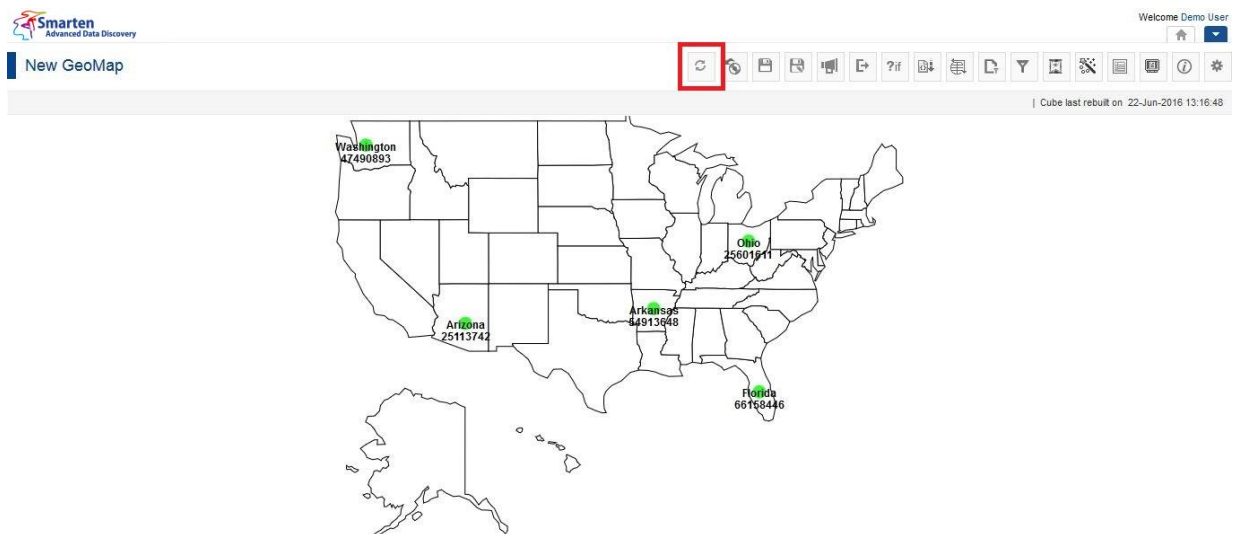 Smarten
Advanced Data Discovery
Welcome Demo User
New GeoMap
?if
| Cube last rebuilt on 22-Jun-2016 13:16:48
Washington
47490893
Ohio
25601611
Arkansas
54913648
Arizona
25113742
Florida
66158446